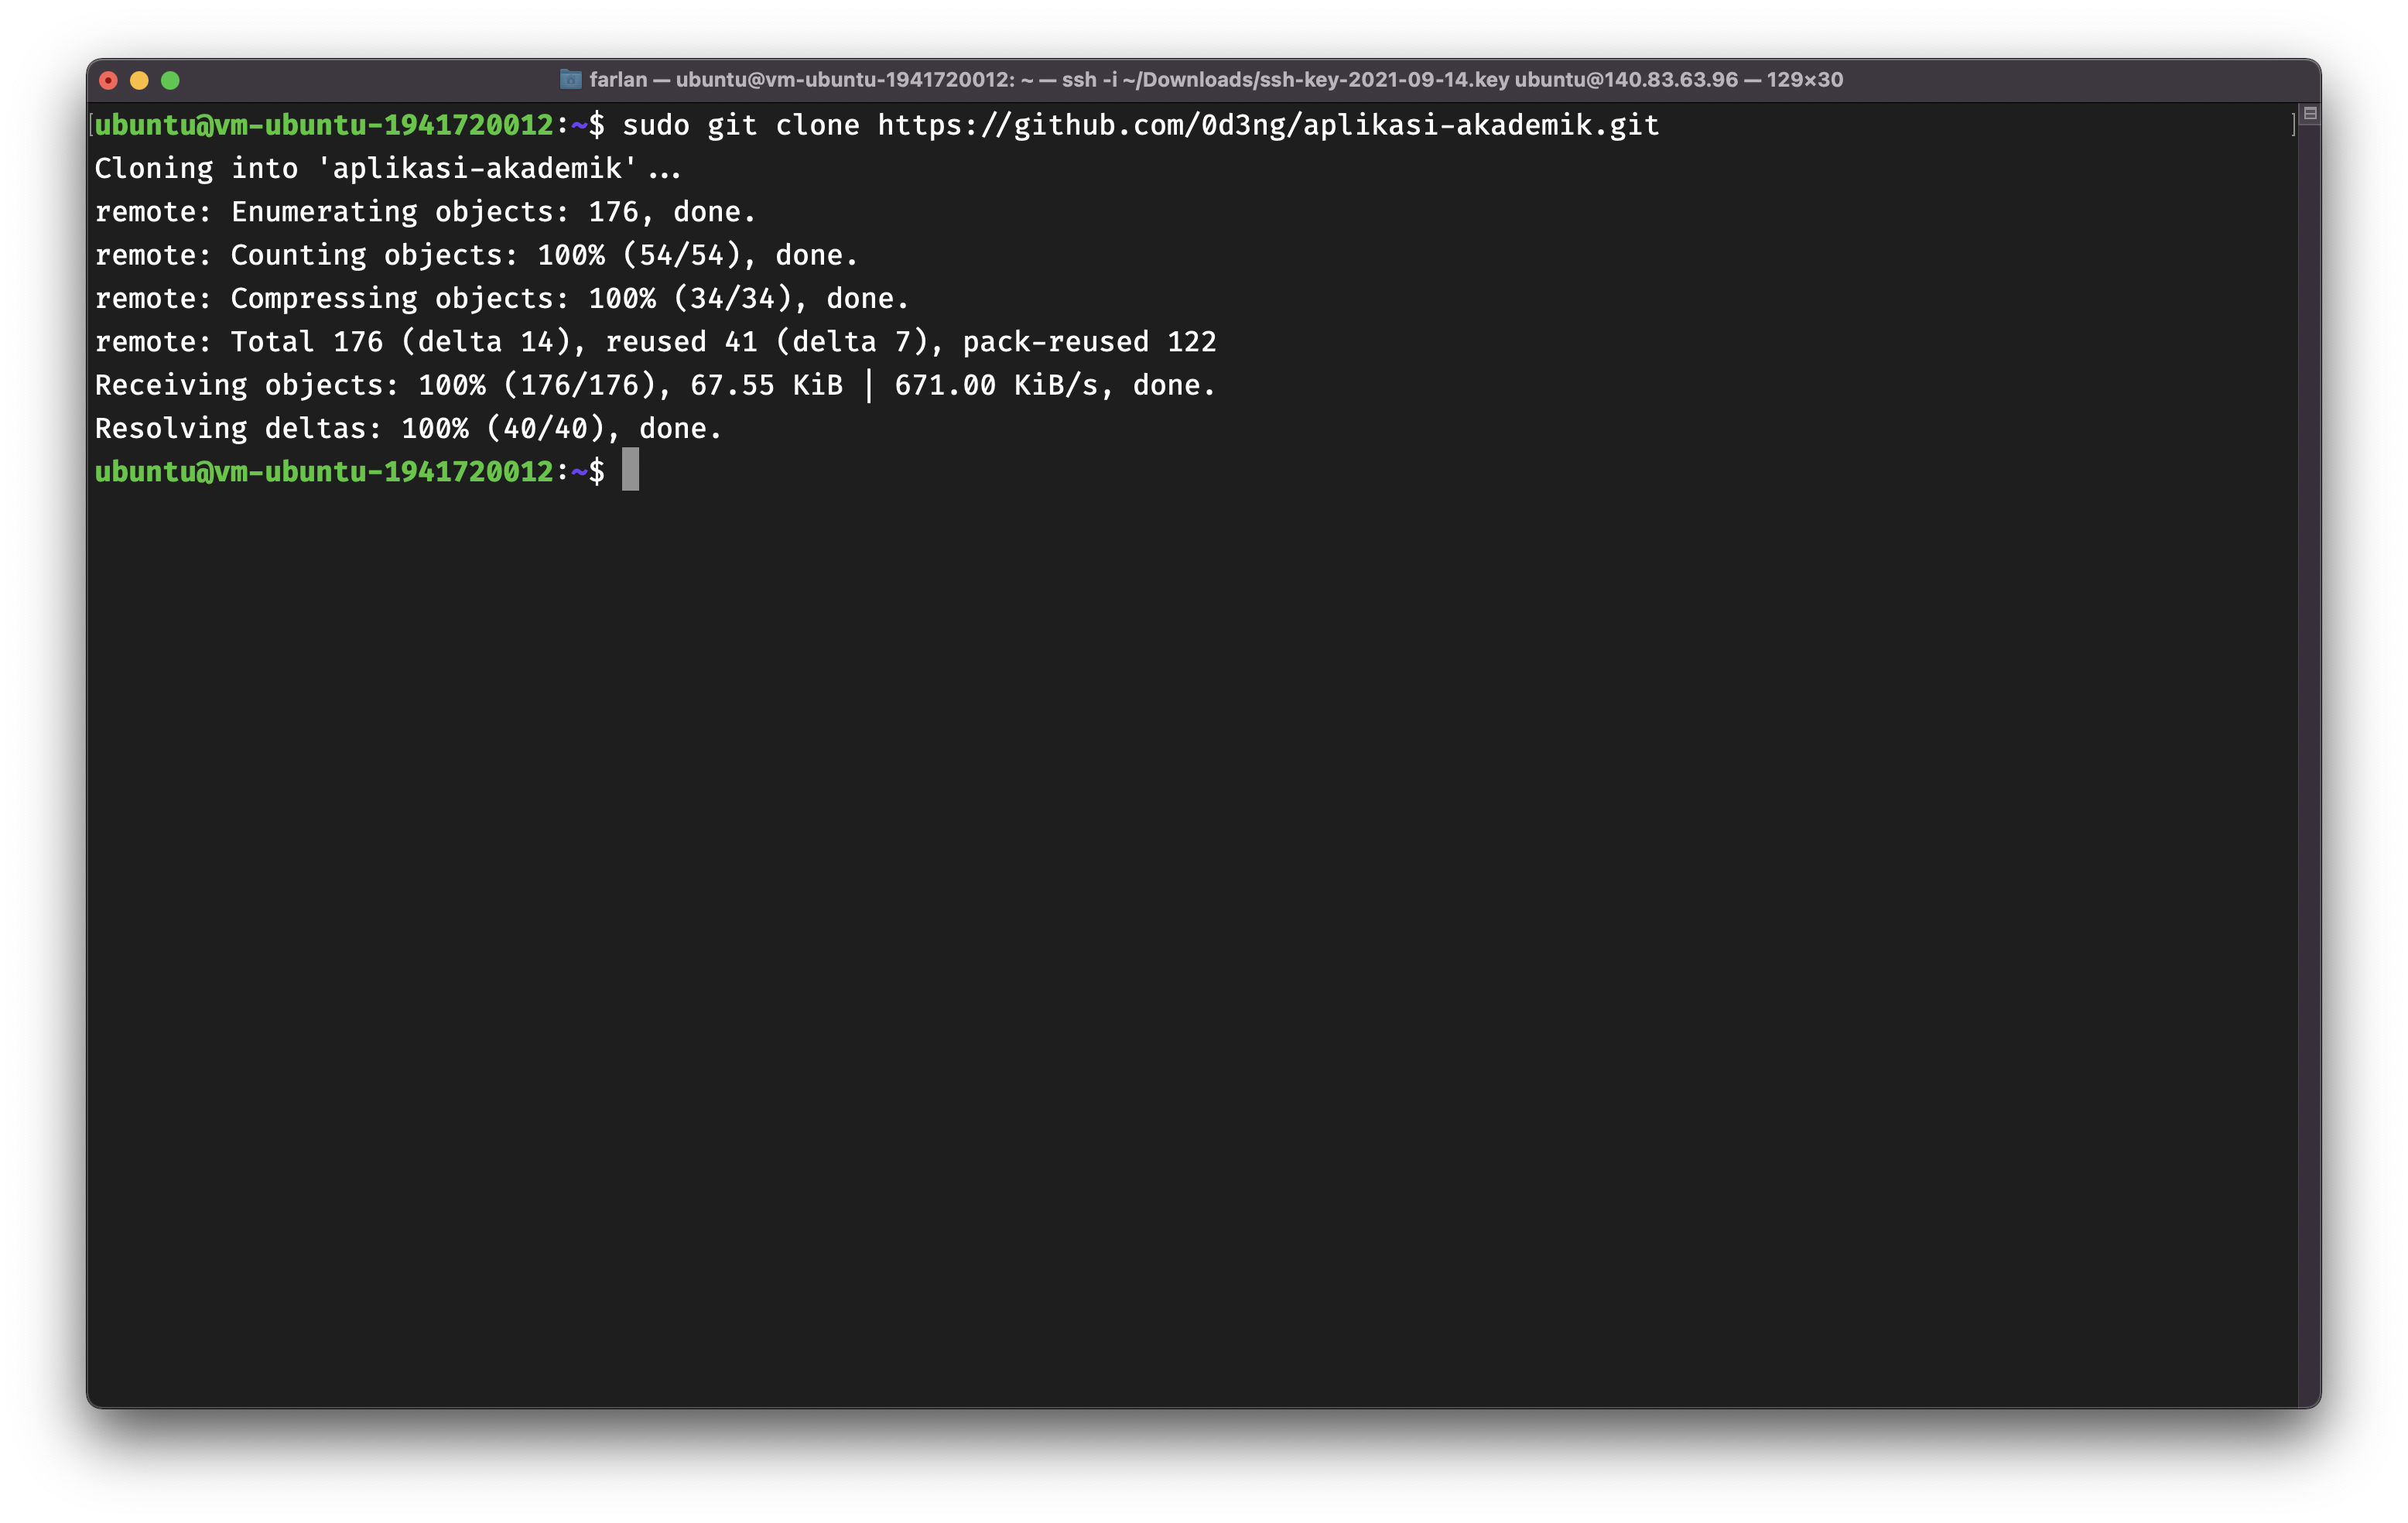 farlan — ubuntu@vm-ubuntu-1941720012: ~ — ssh -i ~/Downloads/ssh-key-2021-09-14.key ubuntu@140.83.63.96 — 129×30
[ubuntu@vm-ubuntu-1941720012:~$ sudo git clone https://github.com/0d3ng/aplikasi-akademik.git ]
Cloning into 'aplikasi-akademik'...
remote: Enumerating objects: 176, done.
remote: Counting objects: 100% (54/54), done.
remote: Compressing objects: 100% (34/34), done.
remote: Total 176 (delta 14), reused 41 (delta 7), pack-reused 122
Receiving objects: 100% (176/176), 67.55 KiB | 671.00 KiB/s, done.
Resolving deltas: 100% (40/40), done.
ubuntu@vm-ubuntu-1941720012:~$